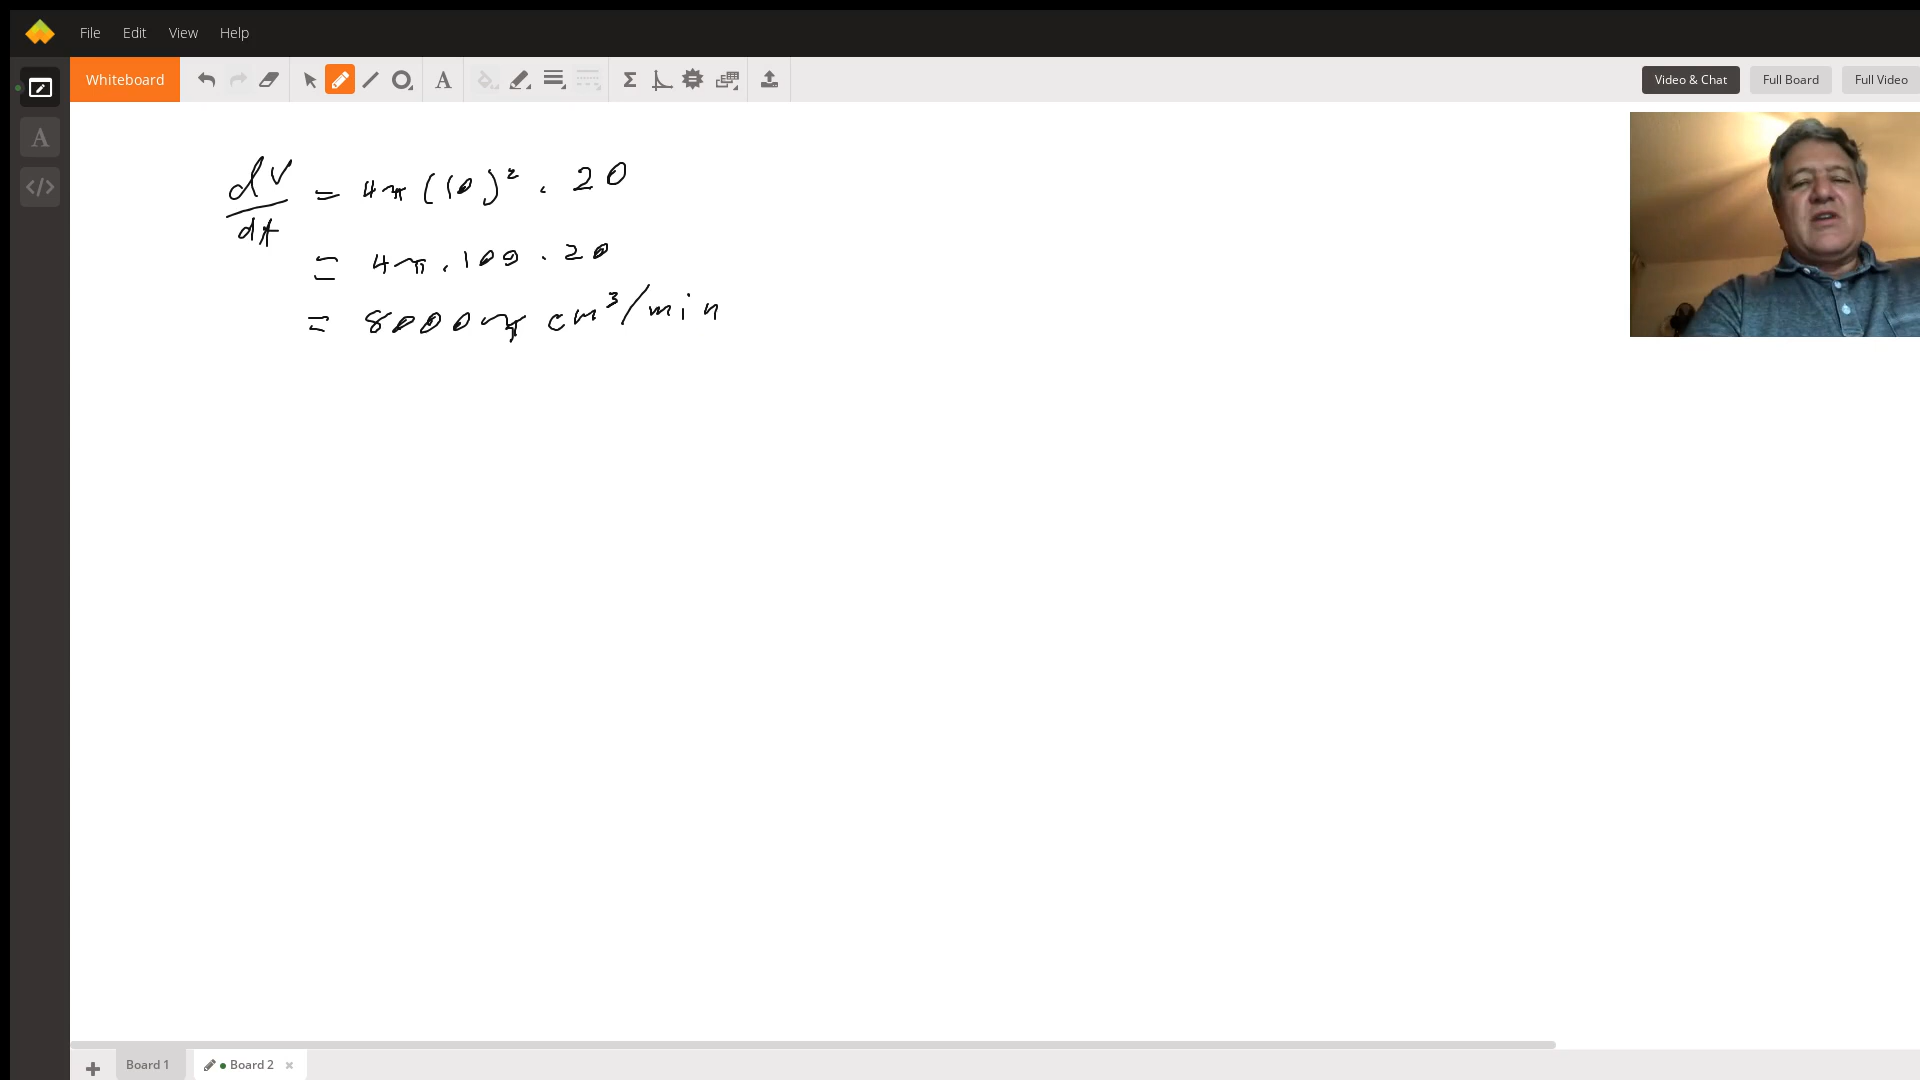 File Edit View Help
Whiteboard A Σ Video & Chat Full Board Full Video
A
</>
dV/dt = 4π(10)² · 20
= 4π · 100 · 20
= 8000π cm³/min
+ Board 1 Board 2 ×